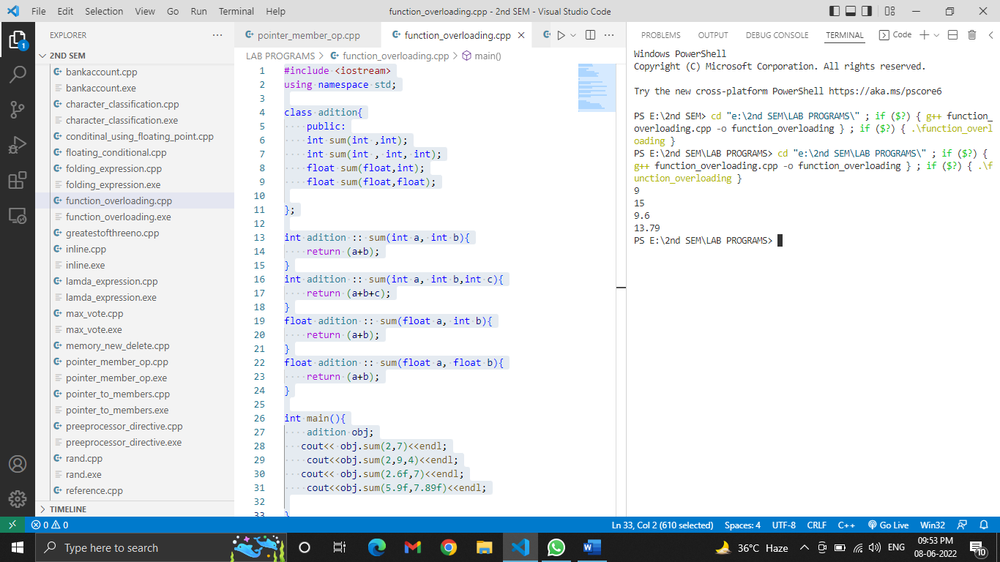 File Edit Selection View Go Run Terminal Help function_overloading.cpp - 2nd SEM - Visual Studio Code
EXPLORER
2ND SEM
bankaccount.cpp
bankaccount.exe
character_classification.cpp
character_classification.exe
conditinal_using_floating_point.cpp
floating_conditional.cpp
folding_expression.cpp
folding_expression.exe
function_overloading.cpp
function_overloading.exe
greatestofthreeno.cpp
inline.cpp
inline.exe
lamda_expression.cpp
lamda_expression.exe
max_vote.cpp
max_vote.exe
memory_new_delete.cpp
pointer_member_op.cpp
pointer_member_op.exe
pointer_to_members.cpp
pointer_to_members.exe
preeprocessor_directive.cpp
preeprocessor_directive.exe
rand.cpp
rand.exe
reference.cpp
TIMELINE
pointer_member_op.cpp function_overloading.cpp
LAB PROGRAMS > function_overloading.cpp > main()
1 #include <iostream>
2 using namespace std;
3
4 class adition{
5 public:
6 int sum(int ,int);
7 int sum(int , int, int);
8 float sum(float,int);
9 float sum(float,float);
10
11 };
12
13 int adition :: sum(int a, int b){
14 return (a+b);
15 }
16 int adition :: sum(int a, int b,int c){
17 return (a+b+c);
18 }
19 float adition :: sum(float a, int b){
20 return (a+b);
21 }
22 float adition :: sum(float a, float b){
23 return (a+b);
24 }
25
26 int main(){
27 adition obj;
28 cout<< obj.sum(2,7)<<endl;
29 cout<<obj.sum(2,9,4)<<endl;
30 cout<< obj.sum(2.6f,7)<<endl;
31 cout<<obj.sum(5.9f,7.89f)<<endl;
32
33 }
PROBLEMS OUTPUT DEBUG CONSOLE TERMINAL Code
Windows PowerShell
Copyright (C) Microsoft Corporation. All rights reserved.
Try the new cross-platform PowerShell https://aka.ms/pscore6
PS E:\2nd SEM> cd "e:\2nd SEM\LAB PROGRAMS\" ; if ($?) { g++ function_
overloading.cpp -o function_overloading } ; if ($?) { .\function_overl
oading }
PS E:\2nd SEM\LAB PROGRAMS> cd "e:\2nd SEM\LAB PROGRAMS\" ; if ($?) {
g++ function_overloading.cpp -o function_overloading } ; if ($?) { .\f
unction_overloading }
9
15
9.6
13.79
PS E:\2nd SEM\LAB PROGRAMS>
0 0 Ln 33, Col 2 (610 selected) Spaces: 4 UTF-8 CRLF C++ Go Live Win32
Type here to search 36°C Haze ENG 09:53 PM
08-06-2022 10